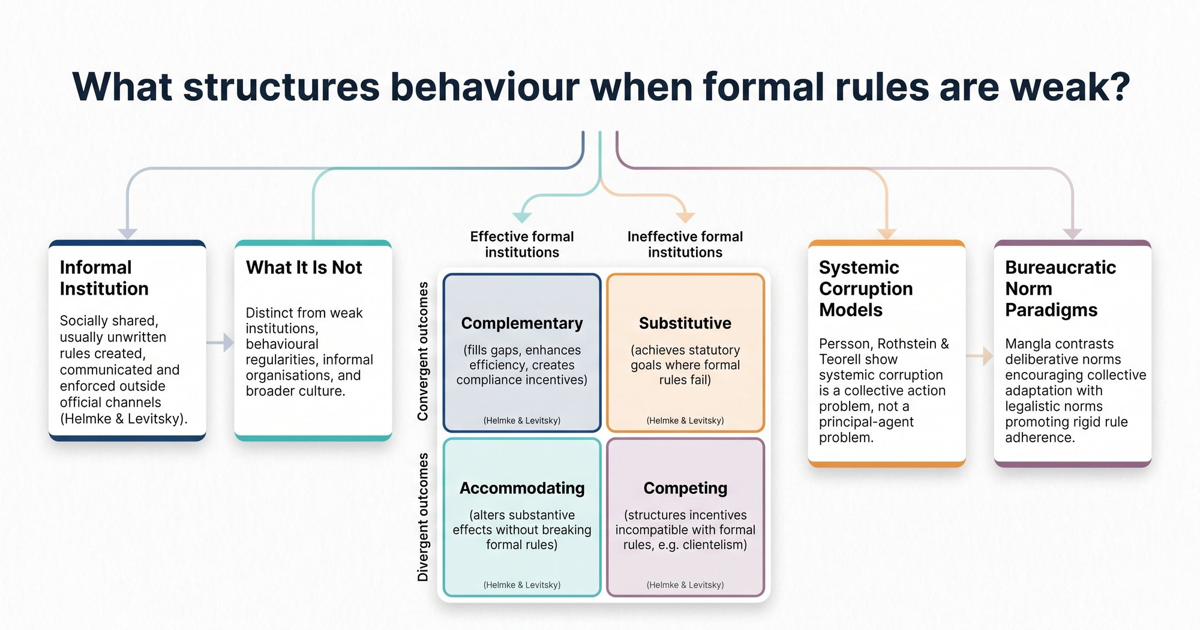 What structures behaviour when formal rules are weak?
Informal
Institution
Socially shared,
usually unwritten
rules created,
communicated and
enforced outside
official channels
(Helmke & Levitsky).
What It Is Not
Distinct from weak
institutions,
behavioural
regularities, informal
organisations, and
broader culture.
Effective formal
institutions
Ineffective formal
institutions
Convergent outcomes
Complementary
(fills gaps, enhances
efficiency, creates
compliance incentives)
(Helmke & Levitsky)
Substitutive
(achieves statutory
goals where formal
rules fail)
(Helmke & Levitsky)
Divergent outcomes
Accommodating
(alters substantive
effects without breaking
formal rules)
(Helmke & Levitsky)
Competing
(structures incentives
incompatible with formal
rules, e.g. clientelism)
(Helmke & Levitsky)
Systemic
Corruption
Models
Persson, Rothstein &
Teorell show
systemic corruption
is a collective action
problem, not a
principal-agent
problem.
Bureaucratic
Norm
Paradigms
Mangla contrasts
deliberative norms
encouraging collective
adaptation with
legalistic norms
promoting rigid rule
adherence.